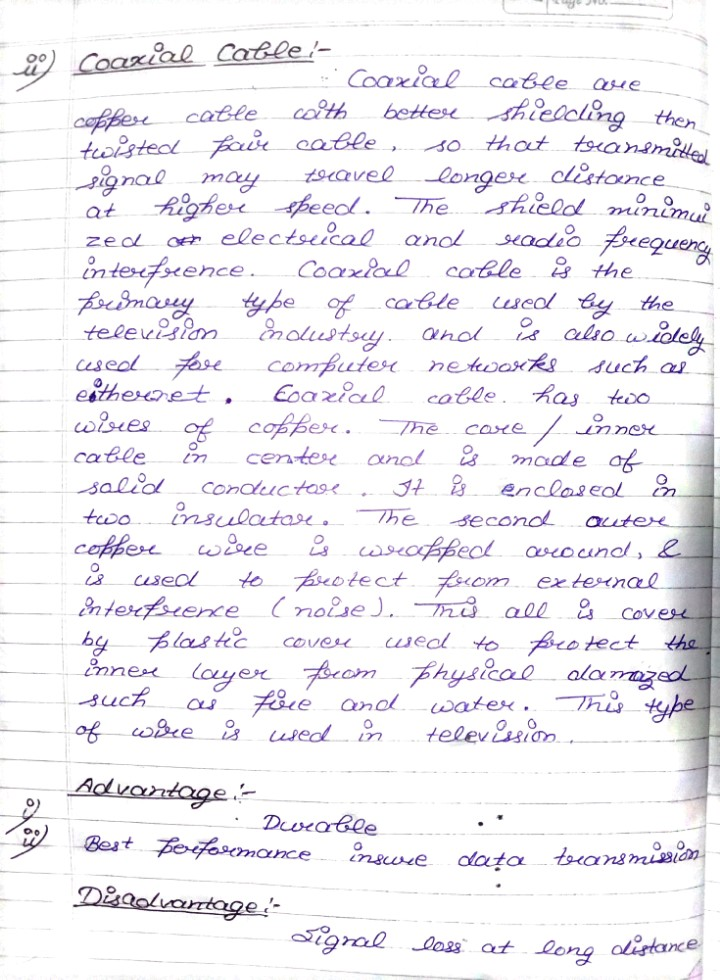 ii) Coaxial Cable :-
Coaxial cable are
copper cable with better shielding then
twisted pair cable, so that transmitted
signal may travel longer distance
at higher speed. The shield minimui
zed or electrical and radio frequency
interfrence. Coaxial cable is the
primary type of cable used by the
television industry. and is also widely
used for computer networks such as
eithernet. Coaxial cable. has two
wires of copper. The core / inner
cable in center and is made of
solid conductor. It is enclosed in
two insulator. The second outer
copper wire is wrapped around, &
is used to protect from external
interfrence (noise). This all is cover
by plastic cover used to protect the
inner layer from physical damazed
such as fire and water. This type
of wire is used in televission.
Advantage :-
i) Durable
ii) Best performance insure data transmission
Disadvantage :-
Signal loss at long distance